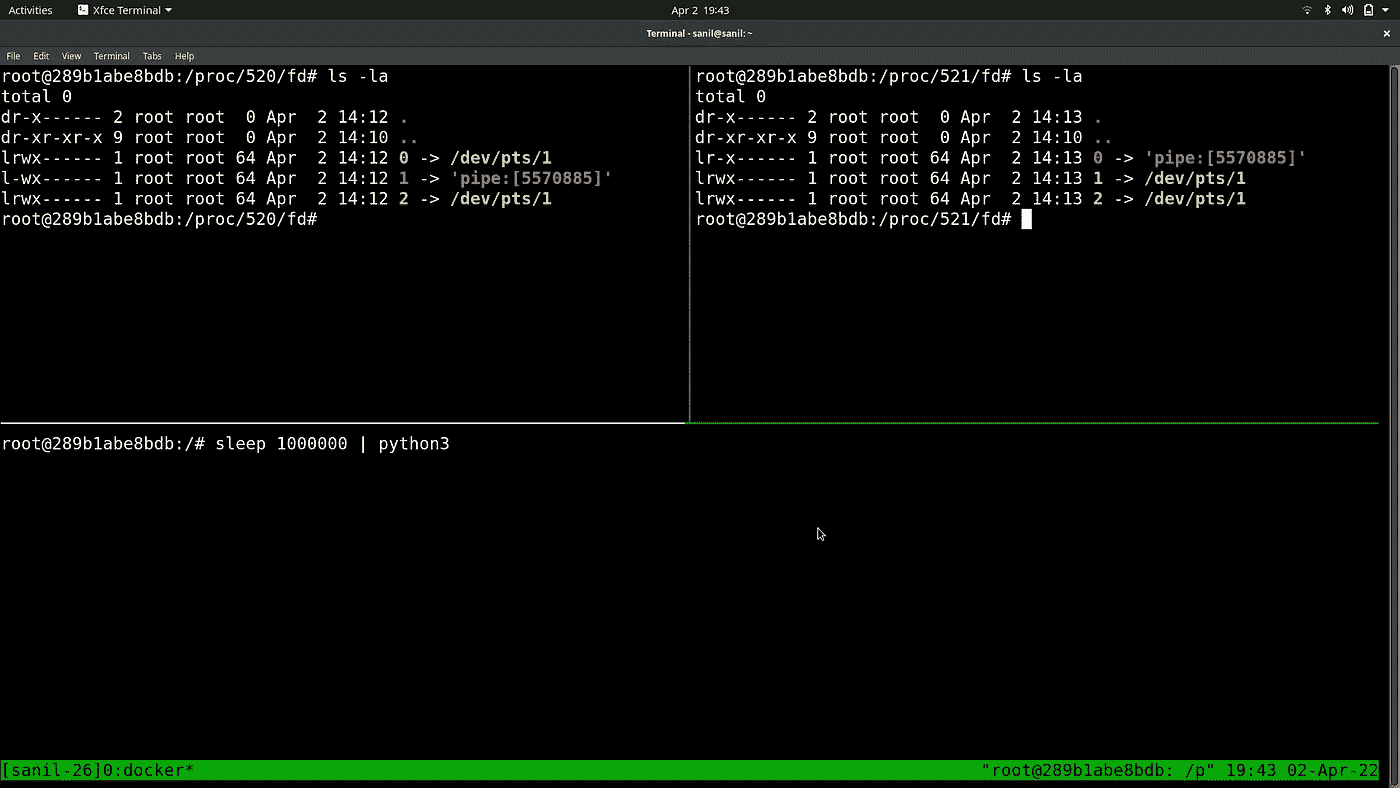 Activities Xfce Terminal Apr 2 19:43
Terminal - sanil@sanil: ~
File Edit View Terminal Tabs Help
root@289b1abe8bdb:/proc/520/fd# ls -la
total 0
dr-x------ 2 root root  0 Apr  2 14:12 .
dr-xr-xr-x 9 root root  0 Apr  2 14:10 ..
lrwx------ 1 root root 64 Apr  2 14:12 0 -> /dev/pts/1
l-wx------ 1 root root 64 Apr  2 14:12 1 -> 'pipe:[5570885]'
lrwx------ 1 root root 64 Apr  2 14:12 2 -> /dev/pts/1
root@289b1abe8bdb:/proc/520/fd#
root@289b1abe8bdb:/proc/521/fd# ls -la
total 0
dr-x------ 2 root root  0 Apr  2 14:13 .
dr-xr-xr-x 9 root root  0 Apr  2 14:10 ..
lr-x------ 1 root root 64 Apr  2 14:13 0 -> 'pipe:[5570885]'
lrwx------ 1 root root 64 Apr  2 14:13 1 -> /dev/pts/1
lrwx------ 1 root root 64 Apr  2 14:13 2 -> /dev/pts/1
root@289b1abe8bdb:/proc/521/fd#
root@289b1abe8bdb:/# sleep 1000000 | python3
[sanil-26]0:docker* "root@289b1abe8bdb: /p" 19:43 02-Apr-22